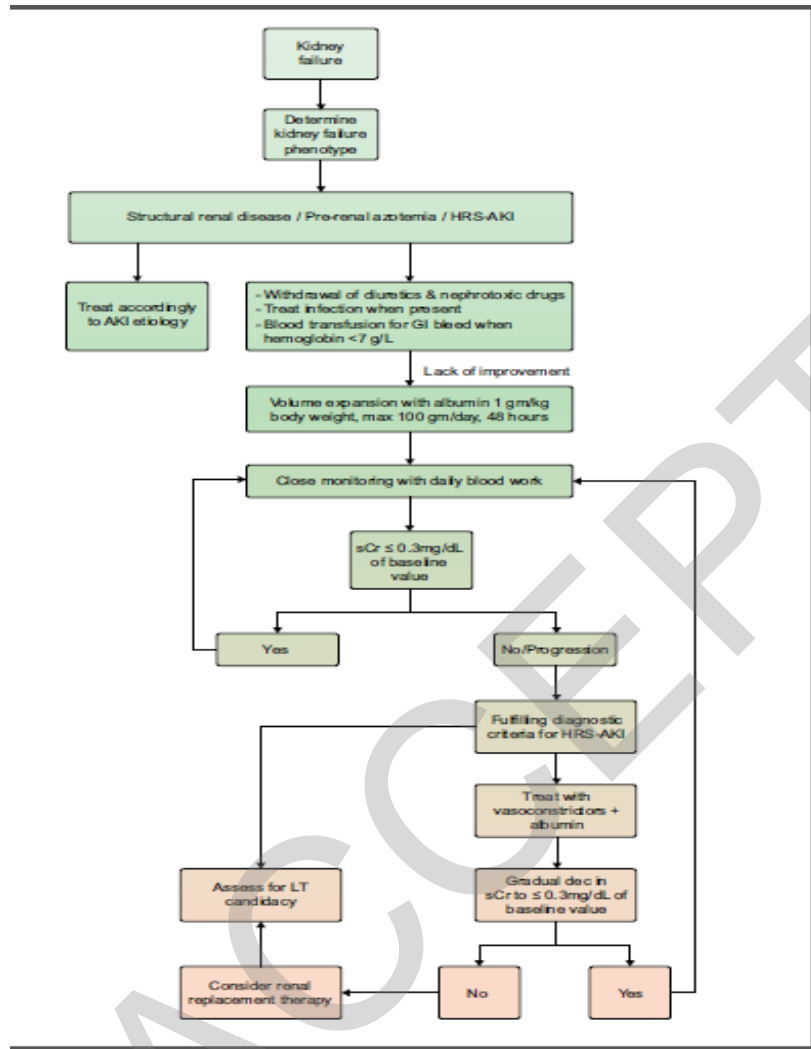 Kidney
failure
Determine
kidney failure
phenotype
Structural renal disease / Pre-renal azotemia / HRS-AKI
Treat accordingly
to AKI etiology
- Withdrawal of diuretics & nephrotoxic drugs
- Treat infection when present
- Blood transfusion for GI bleed when
hemoglobin <7 g/L
Lack of improvement
Volume expansion with albumin 1 gm/kg
body weight, max 100 gm/day, 48 hours
Close monitoring with daily blood work
sCr ≤ 0.3mg/dL
of baseline
value
Yes
No/Progression
Fulfilling diagnostic
criteria for HRS-AKI
Treat with
vasoconstrictors +
albumin
Assess for LT
candidacy
Gradual dec in
sCr to ≤ 0.3mg/dL of
baseline value
Consider renal
replacement therapy
No
Yes
ACCEPT